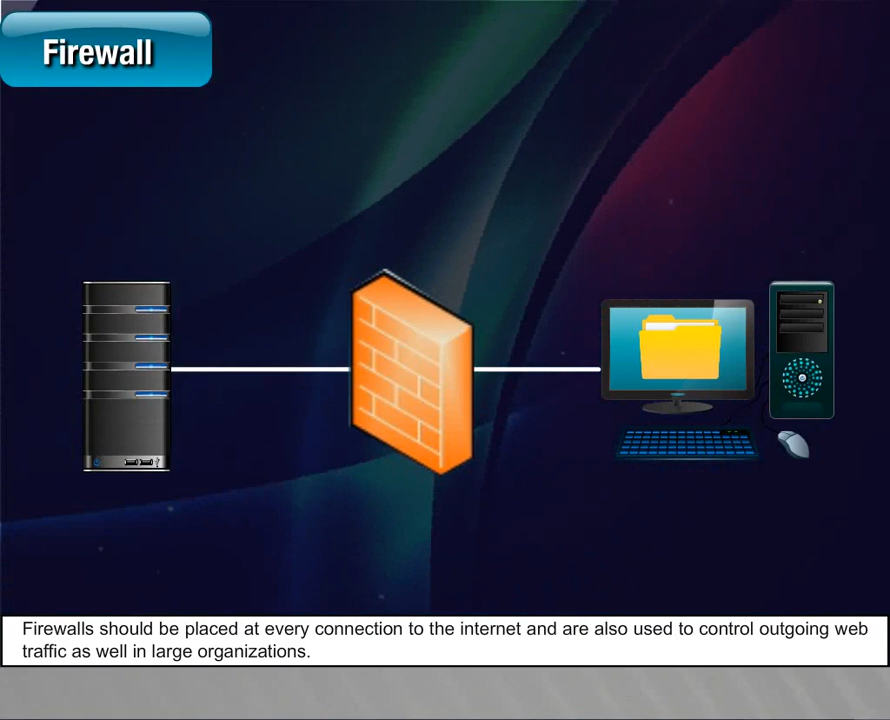 Firewall
Firewalls should be placed at every connection to the internet and are also used to control outgoing web
traffic as well in large organizations.